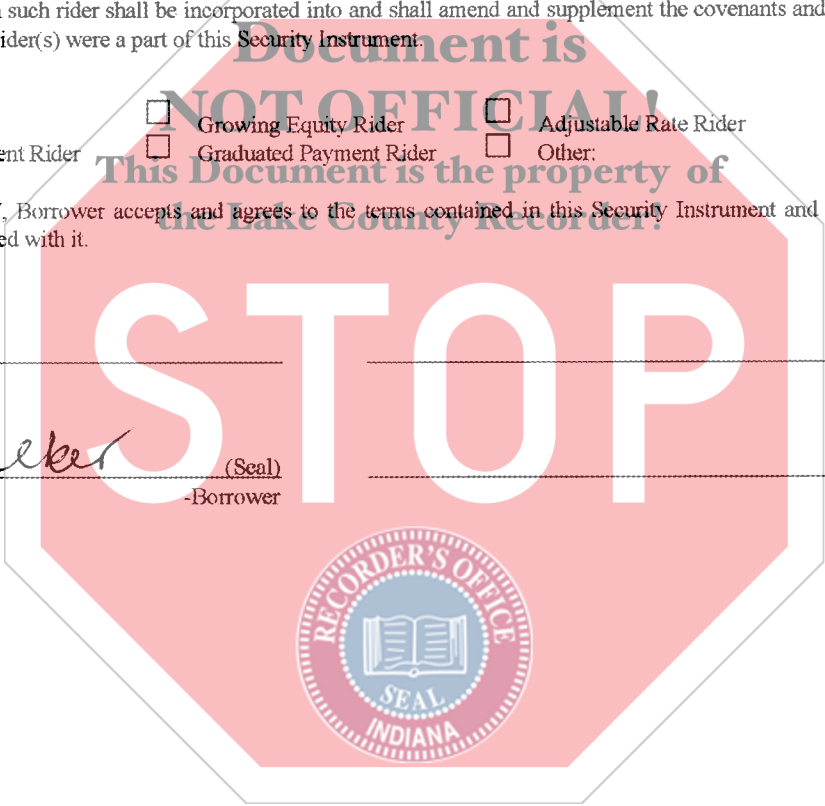 such rider shall be incorporated into and shall amend and supplement the covenants and
ider(s) were a part of this Security Instrument.
Document is
NOT OFFICIAL!
Growing Equity Rider
Adjustable Rate Rider
ent Rider
Graduated Payment Rider
Other:
This Document is the property of
, Borrower accepts and agrees to the terms contained in this Security Instrument and
the Lake County Recorder!
ed with it.
STOP
eker
(Seal)
-Borrower
RECORDER'S OFFICE
SEAL
INDIANA